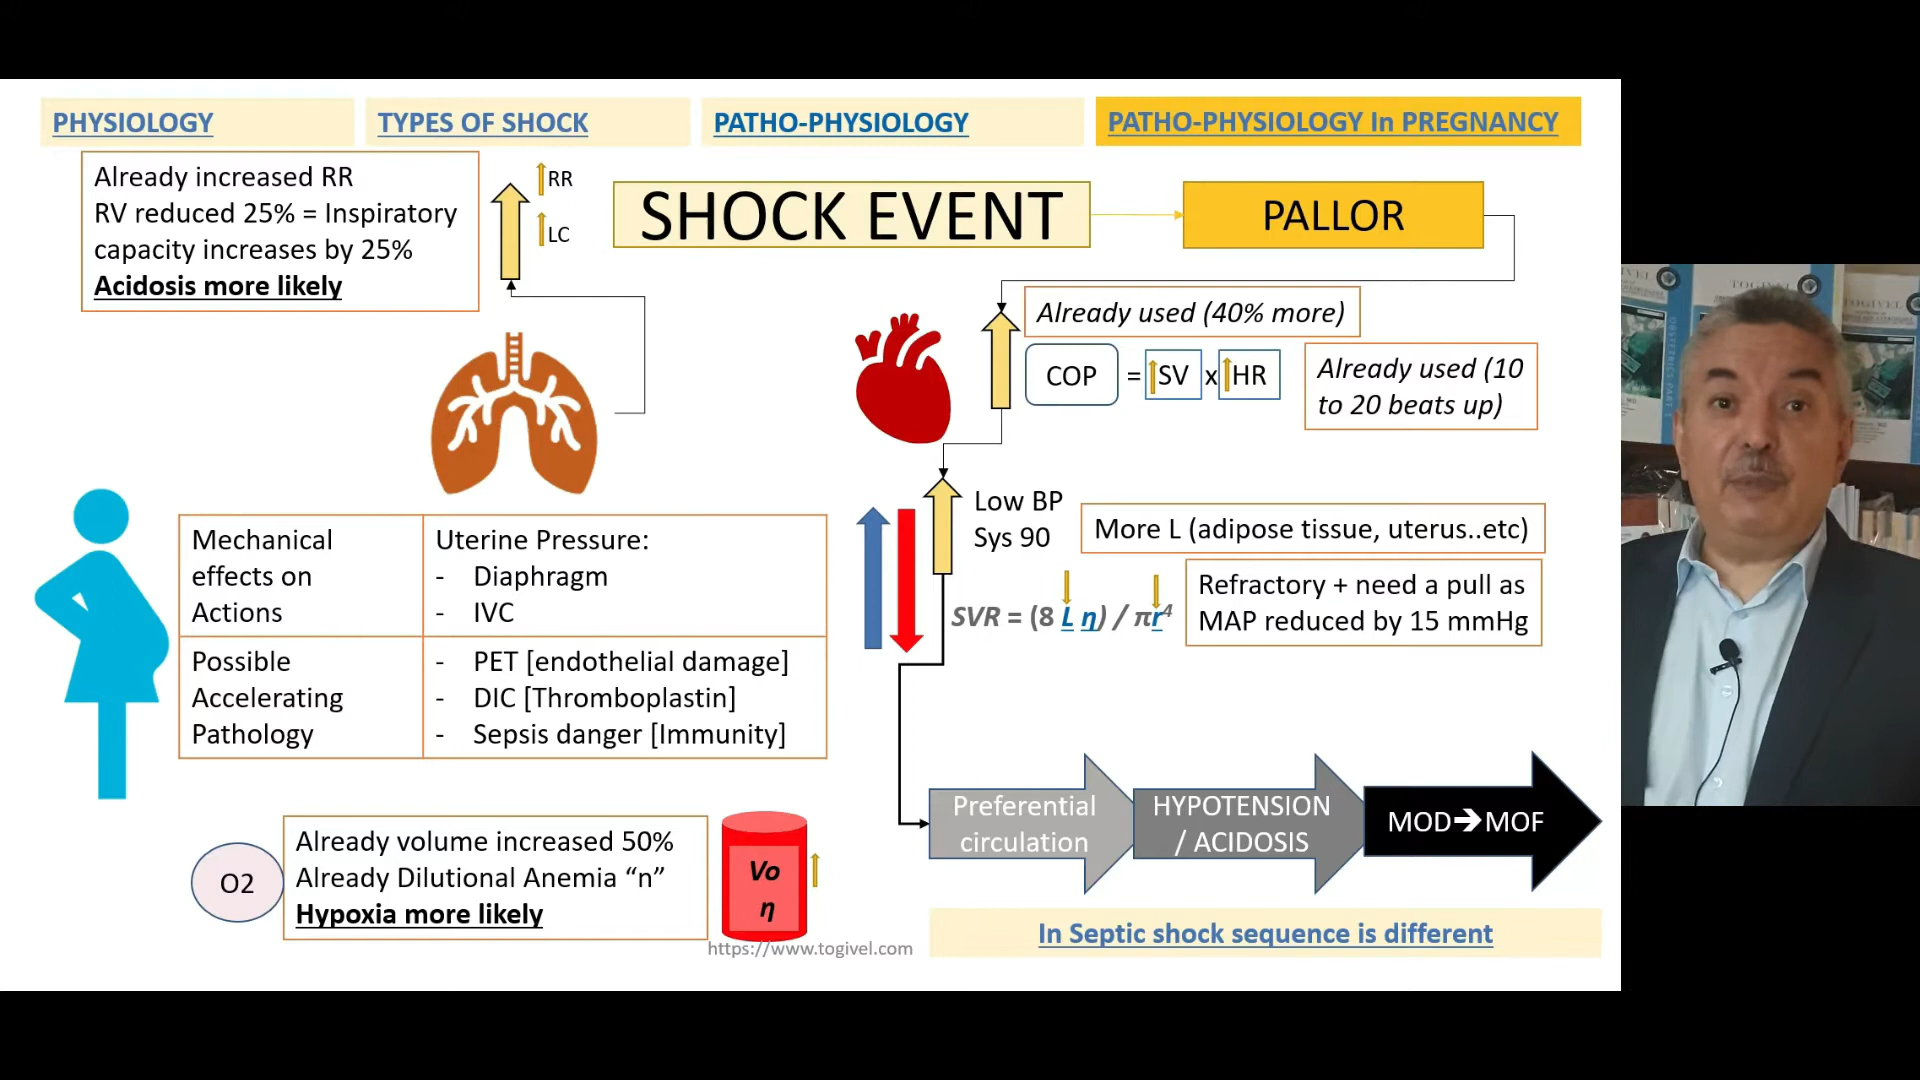 PHYSIOLOGY
TYPES OF SHOCK
PATHO-PHYSIOLOGY
PATHO-PHYSIOLOGY In PREGNANCY
Already increased RR
RV reduced 25% = Inspiratory
capacity increases by 25%
Acidosis more likely
RR
LC
SHOCK EVENT
PALLOR
Already used (40% more)
COP = SV x HR
Already used (10
to 20 beats up)
Low BP
Sys 90
More L (adipose tissue, uterus..etc)
SVR = (8 L η) / πr⁴
Refractory + need a pull as
MAP reduced by 15 mmHg
Mechanical
effects on
Actions
Uterine Pressure:
- Diaphragm
- IVC
Possible
Accelerating
Pathology
- PET [endothelial damage]
- DIC [Thromboplastin]
- Sepsis danger [Immunity]
Preferential
circulation
HYPOTENSION
/ ACIDOSIS
MOD➔MOF
O2
Already volume increased 50%
Already Dilutional Anemia “n”
Hypoxia more likely
Vo
η
https://www.togivel.com
In Septic shock sequence is different
TOGIVEL